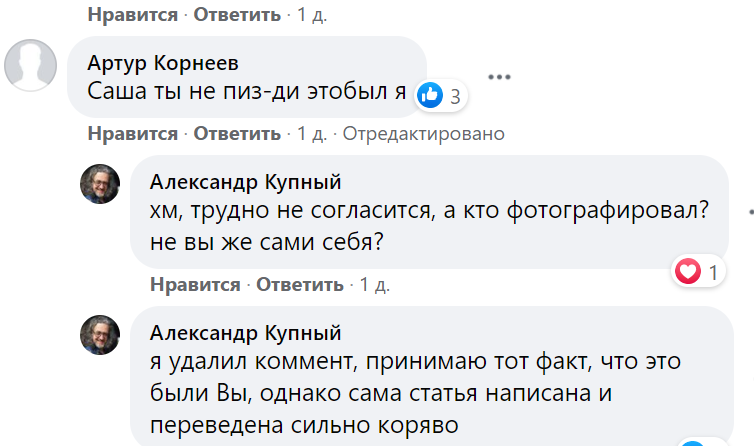 Нравится · Ответить · 1 д.
Артур Корнеев
Саша ты не пиз-ди этобыл я
3
Нравится · Ответить · 1 д. · Отредактировано
Александр Купный
хм, трудно не согласится, а кто фотографировал?
не вы же сами себя?
1
Нравится · Ответить · 1 д.
Александр Купный
я удалил коммент, принимаю тот факт, что это
были Вы, однако сама статья написана и
переведена сильно коряво